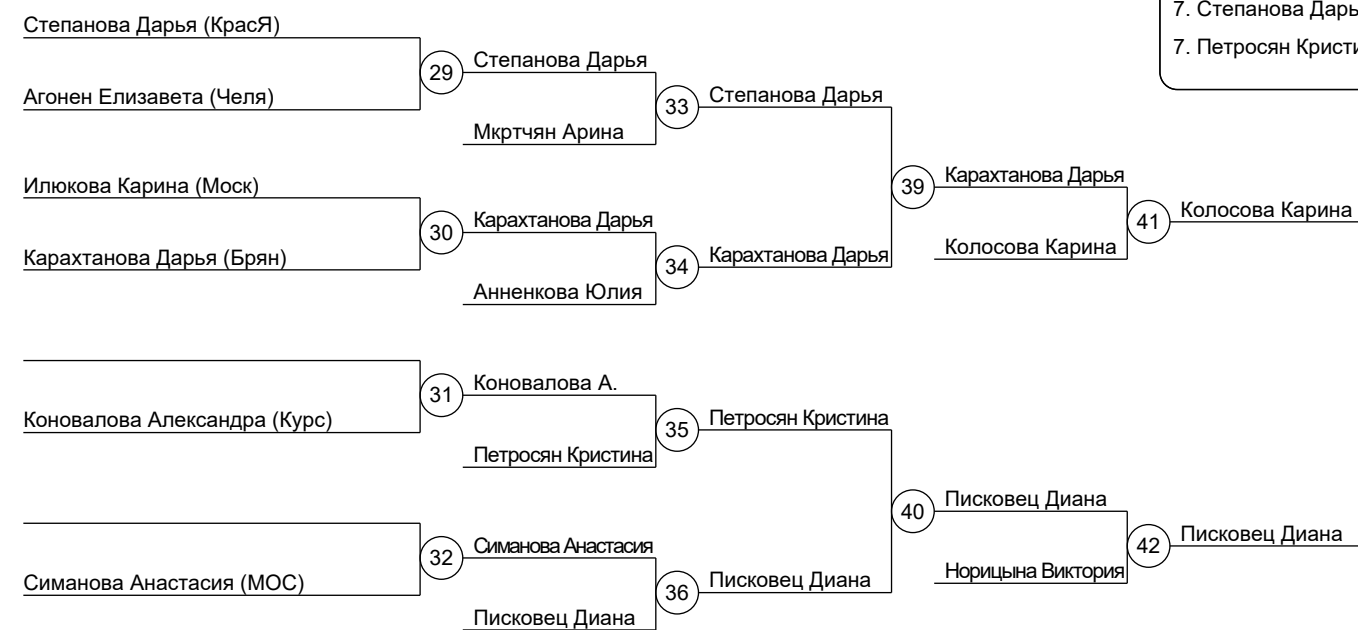 7. Степанова Дарь
Степанова Дарья (КрасЯ)
7. Петросян Кристи
29
Степанова Дарья
Агонен Елизавета (Челя)
33
Степанова Дарья
Мкртчян Арина
Илюкова Карина (Моск)
39
Карахтанова Дарья
30
Карахтанова Дарья
41
Колосова Карина
Карахтанова Дарья (Брян)
34
Карахтанова Дарья
Колосова Карина
Анненкова Юлия
31
Коновалова А.
Коновалова Александра (Курс)
35
Петросян Кристина
Петросян Кристина
40
Писковец Диана
32
Симанова Анастасия
42
Писковец Диана
Симанова Анастасия (МОС)
36
Писковец Диана
Норицына Виктория
Писковец Диана